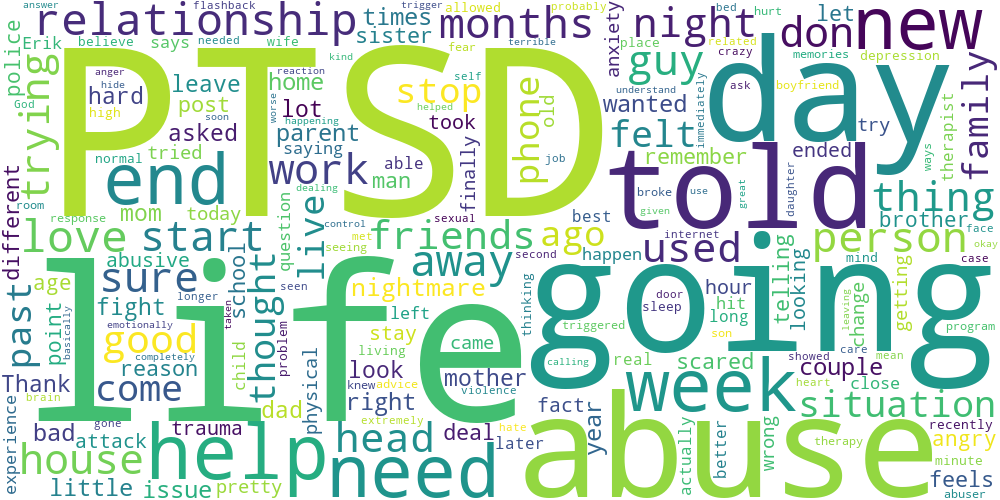 answer
flashback
relationship
trigger
allowed
probably
bed
hurt
let
new
times
months
night
don
sister
police
Erik
believe
says
needed
wife
fear
terrible
anxiety
place
related
crazy
memories
depression
anger
hide
reaction
kind
self
God
high
hard
leave
home
stop
guy
understand
ask
boyfriend
immediately
PTSD
day
trying
soon
post
worse
happening
lot
helped
took
phone
old
wanted
try
therapist
family
asked
parent
saying
felt
ended
normal
tried
work
able
finally
job
remember
told
ways
room
end
dealing
man
broke
use
great
daughter
thing
different
response
mom
today
question
live
control
sexual
best
given
brother
face
love
start
met
friends
ago
used
internet
person
okay
abusive
school
seeing
second
happen
telling
looking
mind
case
past
age
sure
thought
seen
away
going
hour
door
getting
point
basically
fight
longer
nightmare
thinking
hit
long
sleep
change
leaving
program
emotionally
taken
left
triggered
son
good
child
problem
physical
stay
came
real
scared
showed
care
mean
completely
reason
living
look
calling
couple
close
Thank
brain
come
life
knew
advice
mother
week
heart
situation
experience
gone
dad
right
violence
fact
year
recently
bad
attack
trauma
extremely
deal
hate
later
abuse
actually
better
wrong
therapy
angry
house
help
head
minute
little
issue
pretty
need
feels
abuser